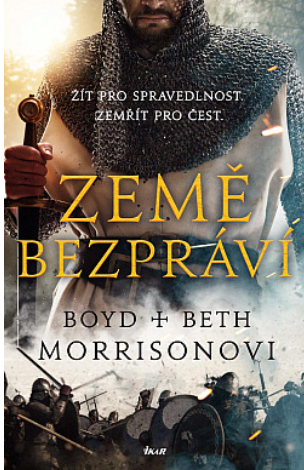 ŽÍT PRO SPRAVEDLNOST.
ZEMŘÍT PRO ČEST.
ZEMĚ
BEZPRÁVÍ
BOYD + BETH
MORRISONOVI
IKAR